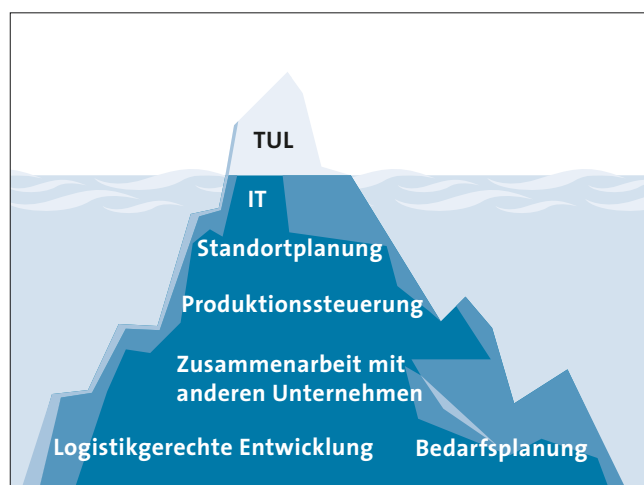 TUL
IT
Standortplanung
Produktionssteuerung
Zusammenarbeit mit
anderen Unternehmen
Logistikgerechte Entwicklung
Bedarfsplanung